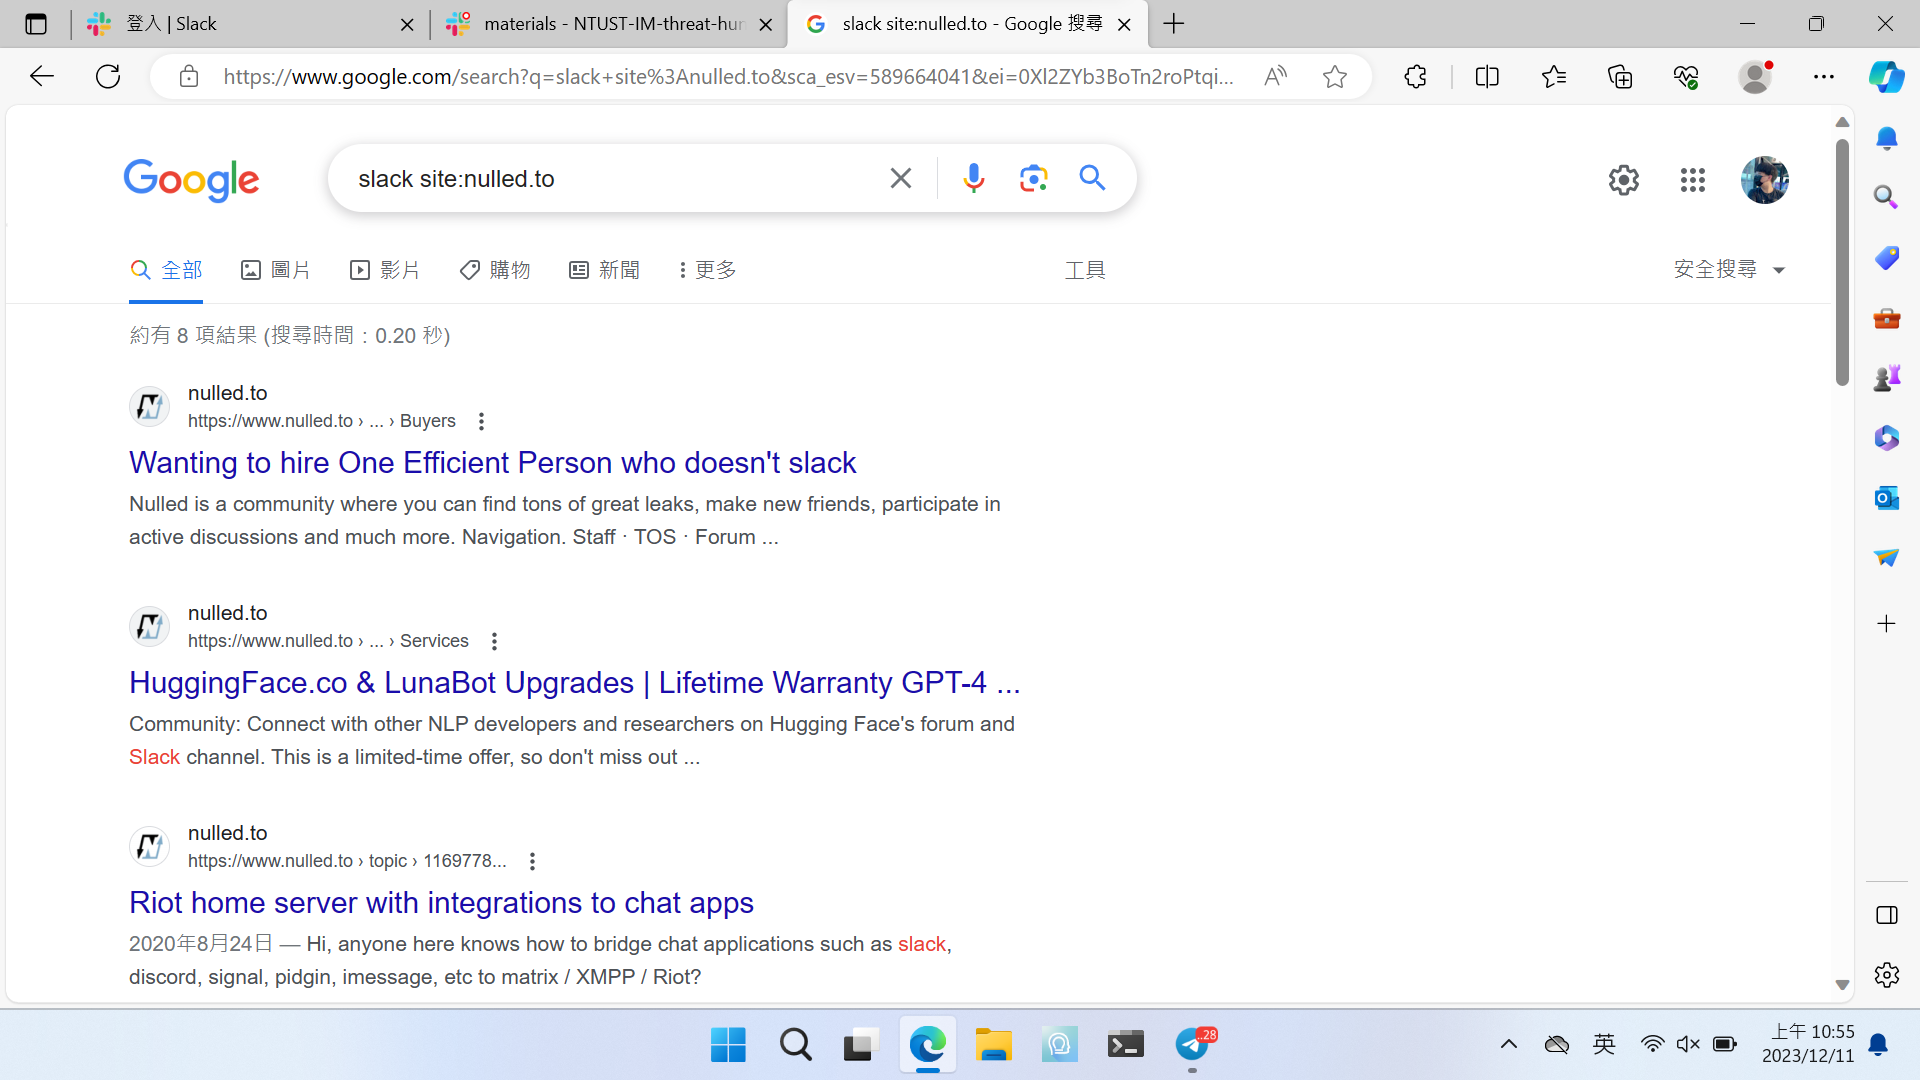 登入 | Slack
materials - NTUST-IM-threat-hun
slack site:nulled.to - Google 搜尋
https://www.google.com/search?q=slack+site%3Anulled.to&sca_esv=589664041&ei=0Xl2ZYb3BoTn2roPtqi...
Google
slack site:nulled.to
全部
圖片
影片
購物
新聞
更多
工具
安全搜尋
約有 8 項結果 (搜尋時間：0.20 秒)
nulled.to
https://www.nulled.to › ... › Buyers
Wanting to hire One Efficient Person who doesn't slack
Nulled is a community where you can find tons of great leaks, make new friends, participate in
active discussions and much more. Navigation. Staff · TOS · Forum ...
nulled.to
https://www.nulled.to › ... › Services
HuggingFace.co & LunaBot Upgrades | Lifetime Warranty GPT-4 ...
Community: Connect with other NLP developers and researchers on Hugging Face's forum and
Slack channel. This is a limited-time offer, so don't miss out ...
nulled.to
https://www.nulled.to › topic › 1169778...
Riot home server with integrations to chat apps
2020年8月24日 — Hi, anyone here knows how to bridge chat applications such as slack,
discord, signal, pidgin, imessage, etc to matrix / XMPP / Riot?
..28
英
上午 10:55
2023/12/11